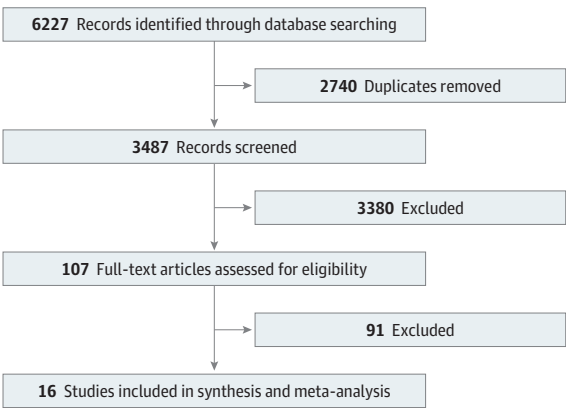 6227 Records identified through database searching
2740 Duplicates removed
3487 Records screened
3380 Excluded
107 Full-text articles assessed for eligibility
91 Excluded
16 Studies included in synthesis and meta-analysis